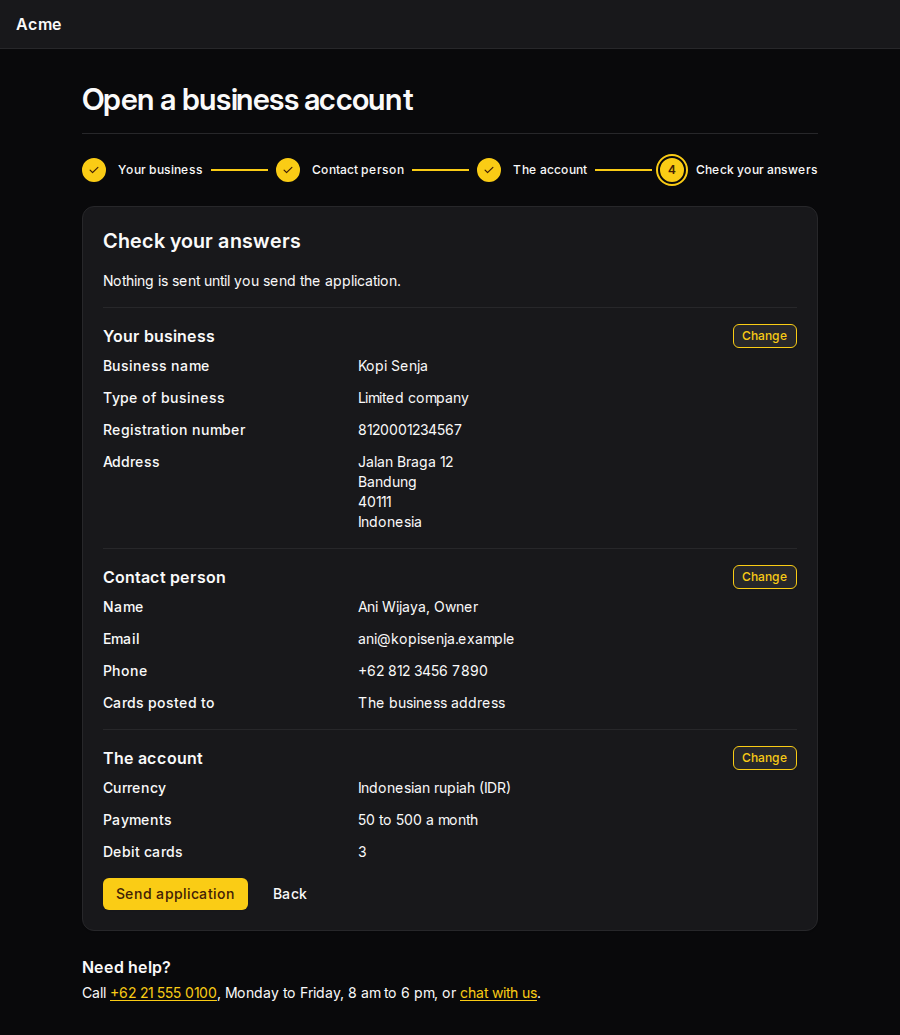 Acme
Open a business account
Your business
Contact person
The account
4
Check your answers
Check your answers
Nothing is sent until you send the application.
Your business
Change
Business name
Kopi Senja
Type of business
Limited company
Registration number
8120001234567
Address
Jalan Braga 12
Bandung
40111
Indonesia
Contact person
Change
Name
Ani Wijaya, Owner
Email
ani@kopisenja.example
Phone
+62 812 3456 7890
Cards posted to
The business address
The account
Change
Currency
Indonesian rupiah (IDR)
Payments
50 to 500 a month
Debit cards
3
Send application
Back
Need help?
Call +62 21 555 0100, Monday to Friday, 8 am to 6 pm, or chat with us.